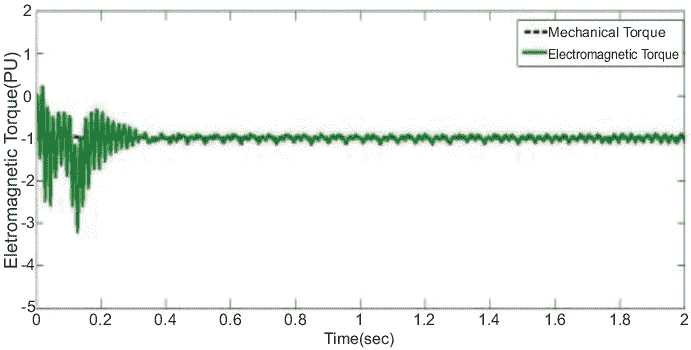 2
1
0
-1
-2
-3
-4
-5
Eletromagnetic Torque(PU)
Mechanical Torque
Electromagnetic Torque
0 0.2 0.4 0.6 0.8 1 1.2 1.4 1.6 1.8 2
Time(sec)